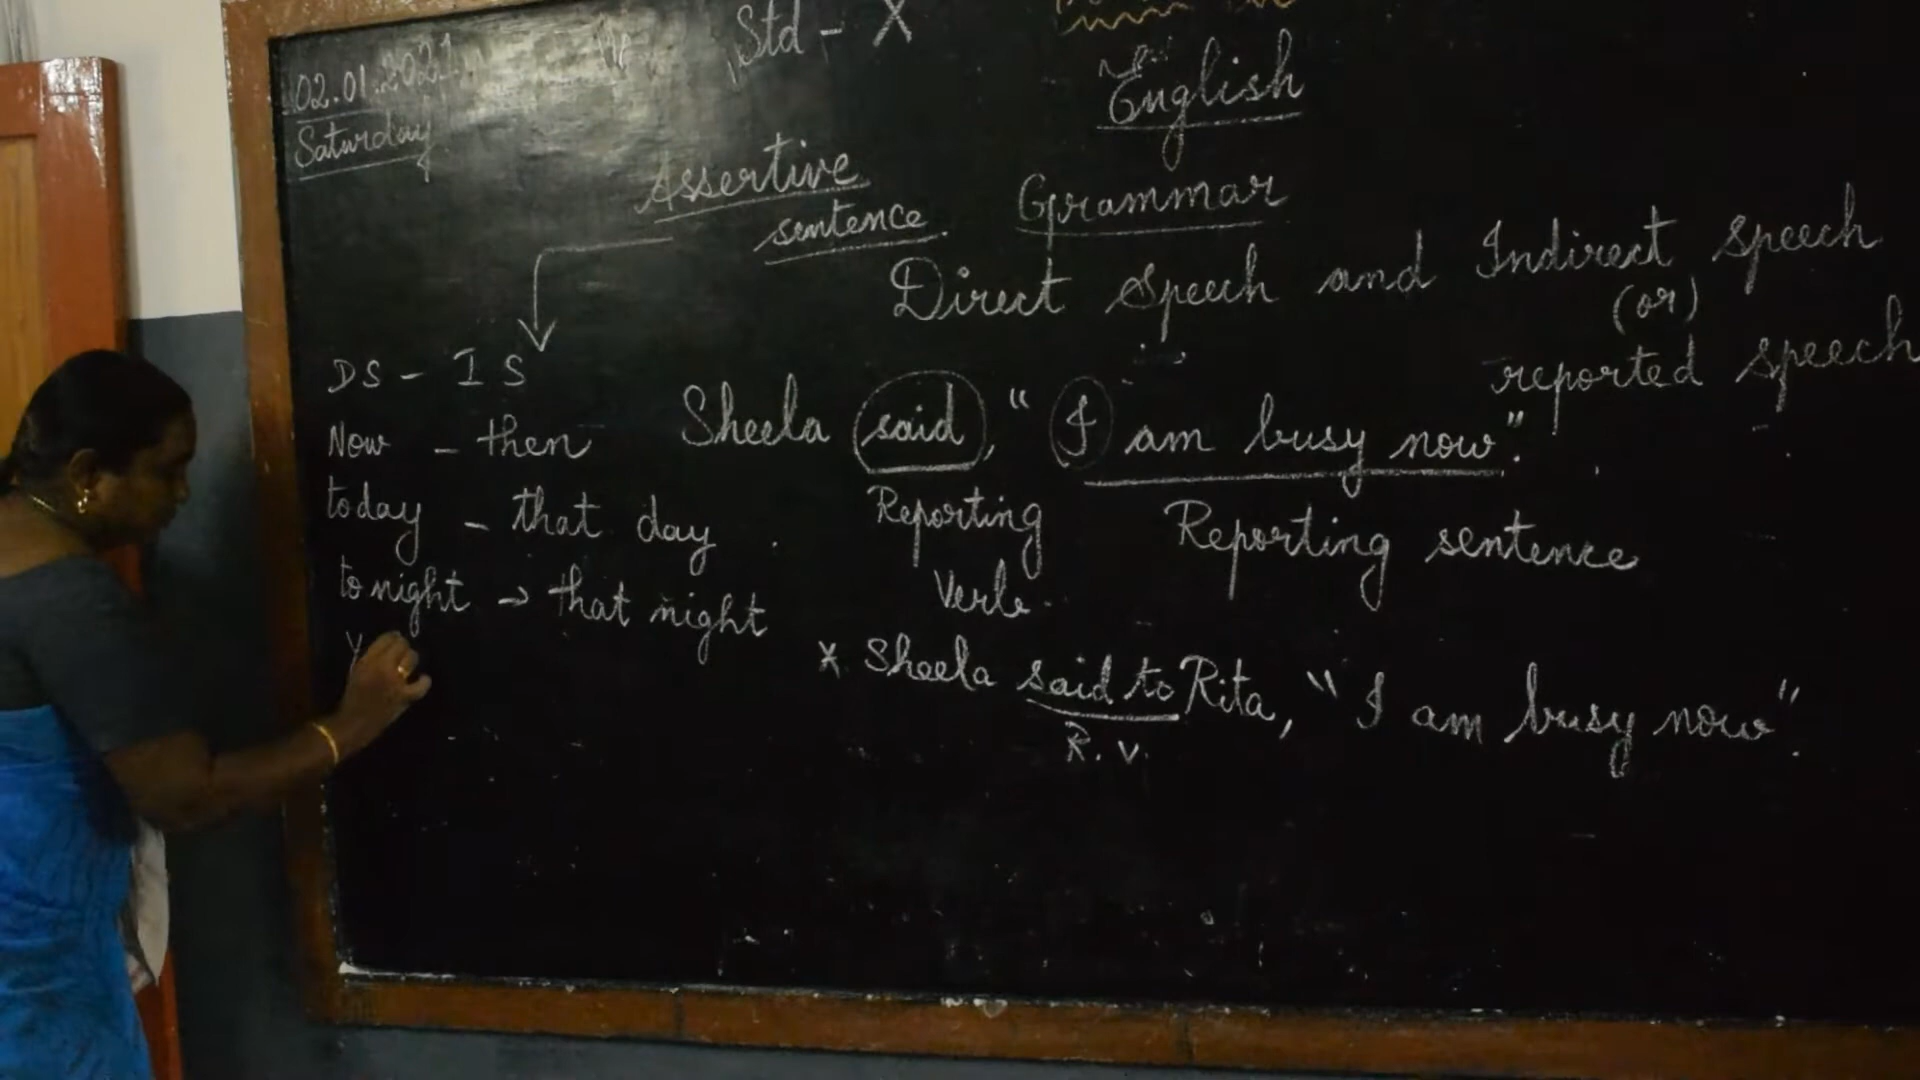 02.01.2021
Saturday
Std - X
English
Assertive
sentence.
Grammar
Direct Speech and Indirect Speech
(or)
reported speech
DS - IS
Now - then
today - that day.
tonight → that night
Y
Sheela said, "I am busy now".
Reporting
Verb.
Reporting sentence
* Sheela said to Rita, "I am busy now".
R.V.